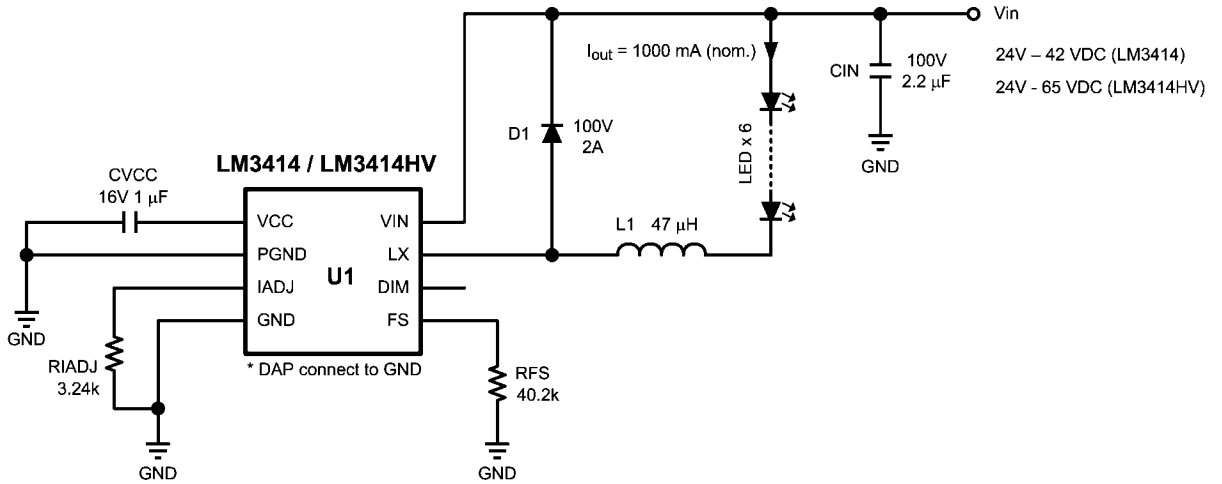 Vin
I_out = 1000 mA (nom.)
24V – 42 VDC (LM3414)
24V - 65 VDC (LM3414HV)
CIN
100V
2.2 μF
GND
D1
100V
2A
LED x 6
LM3414 / LM3414HV
CVCC
16V 1 μF
VCC
VIN
L1 47 μH
PGND
LX
U1
IADJ
DIM
GND
FS
GND
* DAP connect to GND
RIADJ
3.24k
RFS
40.2k
GND
GND